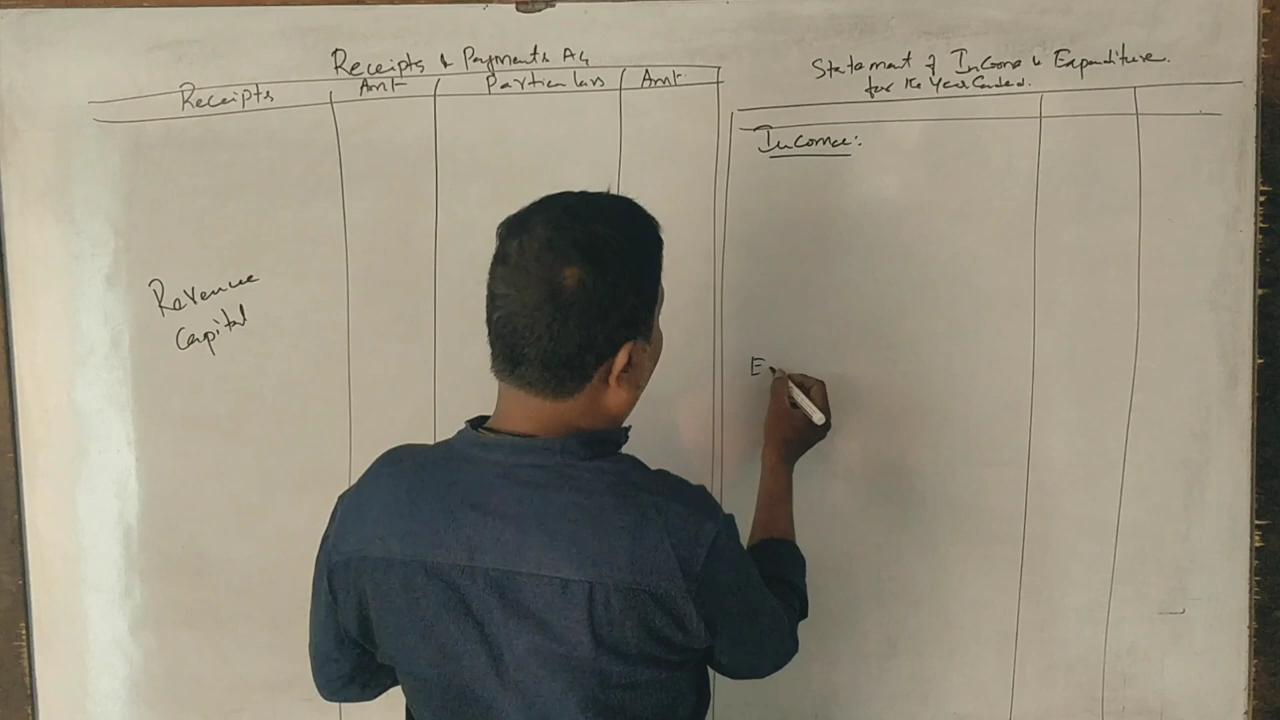 Receipts & Payments A/c
Receipts Amt Particulars Amt
Revenue
Capital
Statement of Income & Expenditure.
for the Year Ended.
Income:
E